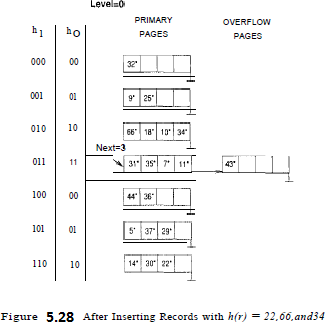 Level=0
h1 h0 PRIMARY PAGES OVERFLOW PAGES
000 00 32*
001 01 9* 25*
010 10 66* 18* 10* 34*
Next=3
011 11 31* 35* 7* 11* 43*
100 00 44* 36*
101 01 5* 37* 29*
110 10 14* 30* 22*
Figure 5.28 After Inserting Records with h(r) = 22,66,and34